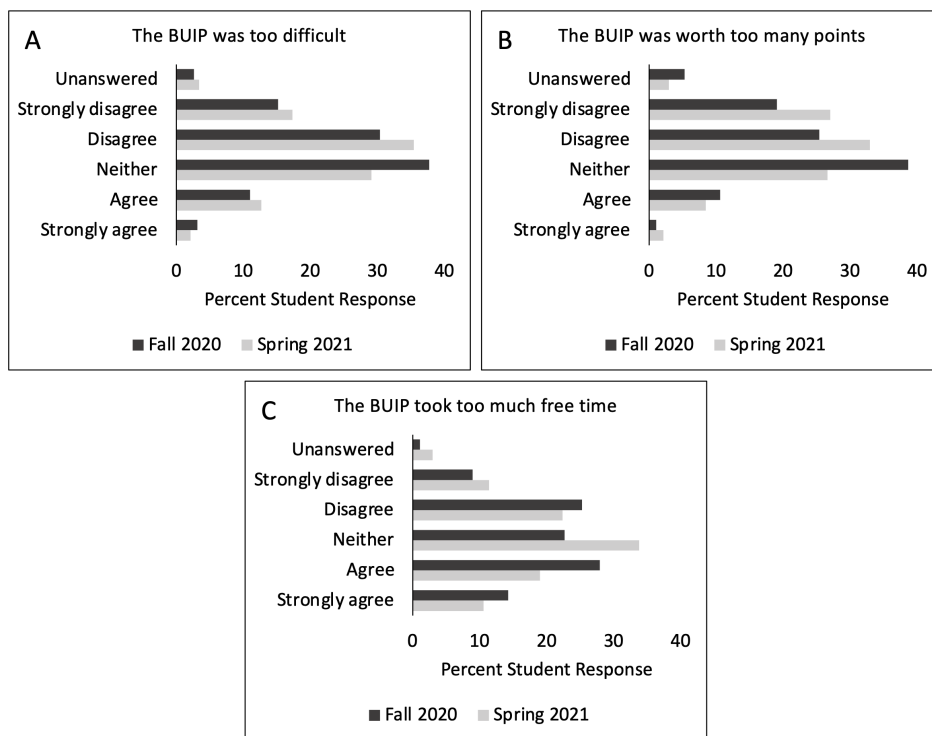 A
The BUIP was too difficult
Unanswered
Strongly disagree
Disagree
Neither
Agree
Strongly agree
0 10 20 30 40
Percent Student Response
Fall 2020 Spring 2021
B
The BUIP was worth too many points
Unanswered
Strongly disagree
Disagree
Neither
Agree
Strongly agree
0 10 20 30 40
Percent Student Response
Fall 2020 Spring 2021
C
The BUIP took too much free time
Unanswered
Strongly disagree
Disagree
Neither
Agree
Strongly agree
0 10 20 30 40
Percent Student Response
Fall 2020 Spring 2021